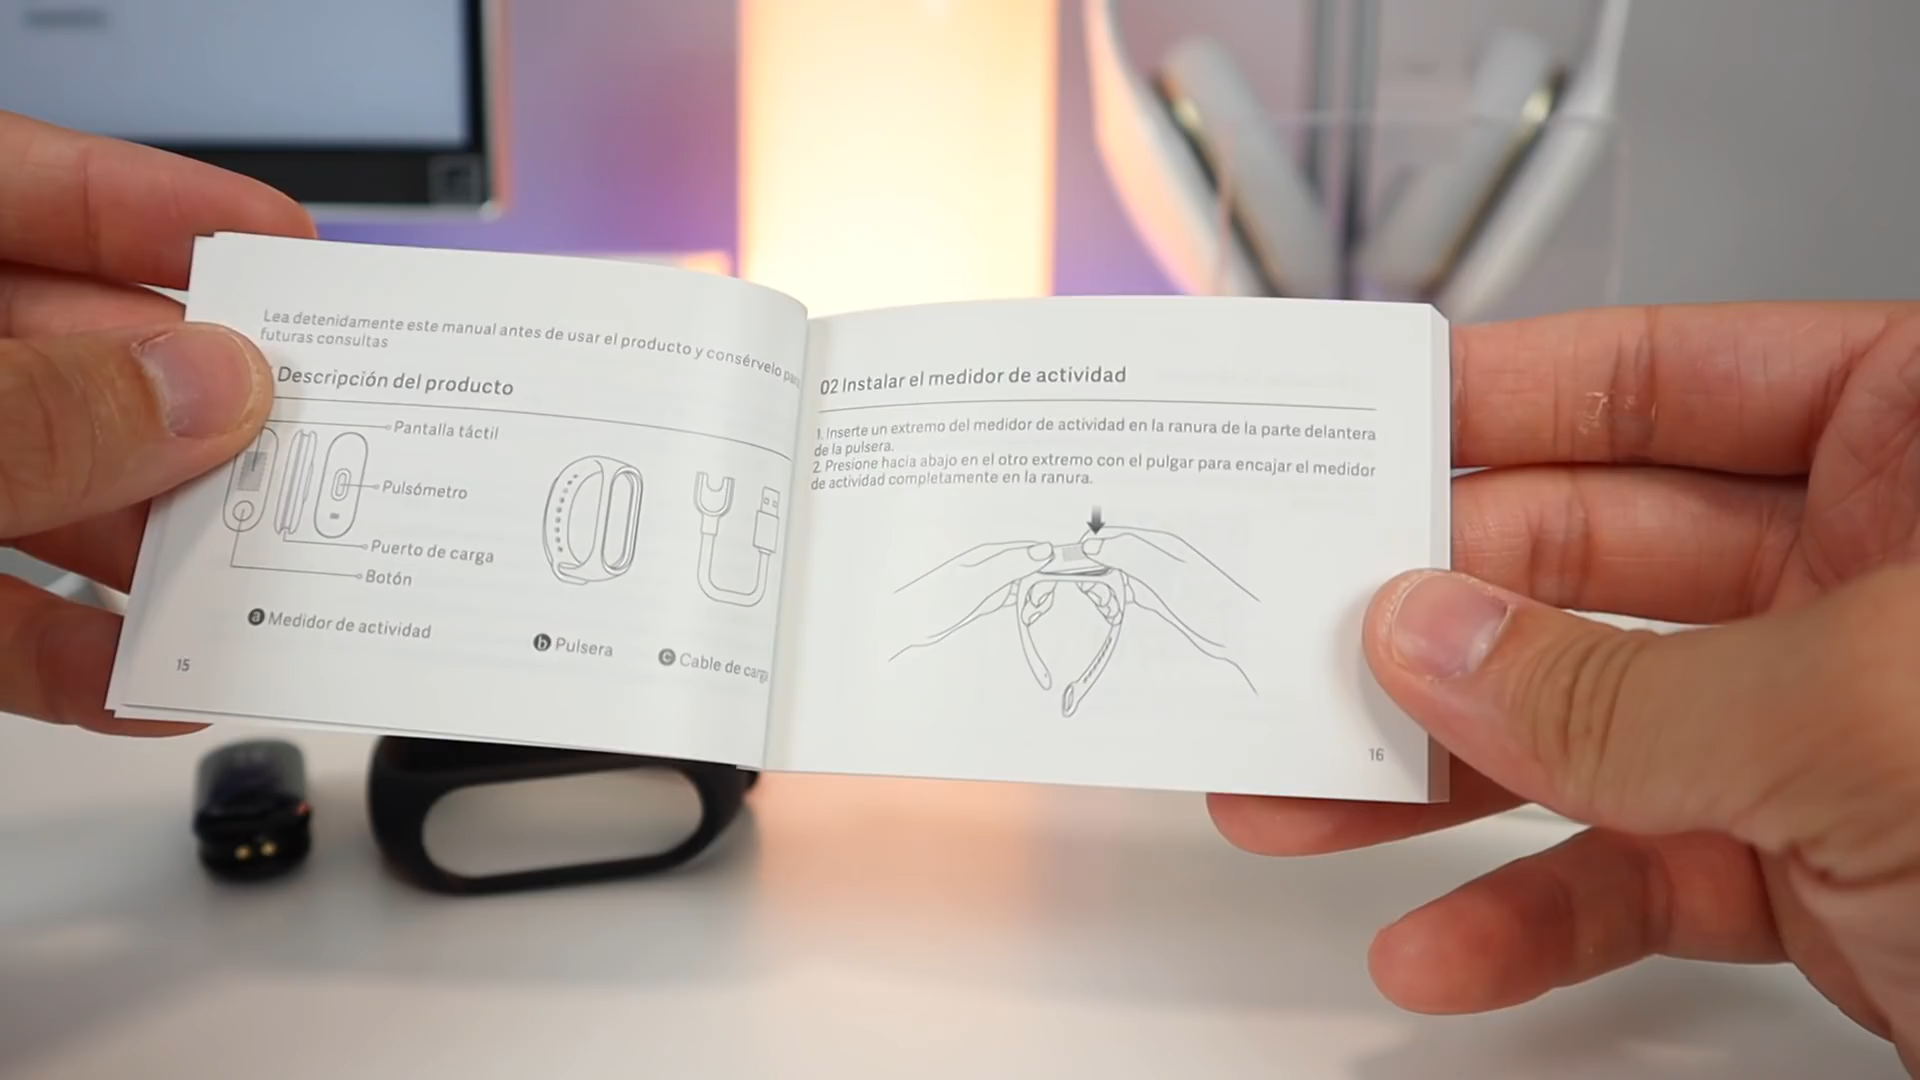 Lea detenidamente este manual antes de usar el producto y consérvelo para
futuras consultas
Descripción del producto
Pantalla táctil
Pulsómetro
Puerto de carga
Botón
a Medidor de actividad
b Pulsera
c Cable de carga
15
02 Instalar el medidor de actividad
1. Inserte un extremo del medidor de actividad en la ranura de la parte delantera
de la pulsera.
2. Presione hacia abajo en el otro extremo con el pulgar para encajar el medidor
de actividad completamente en la ranura.
16